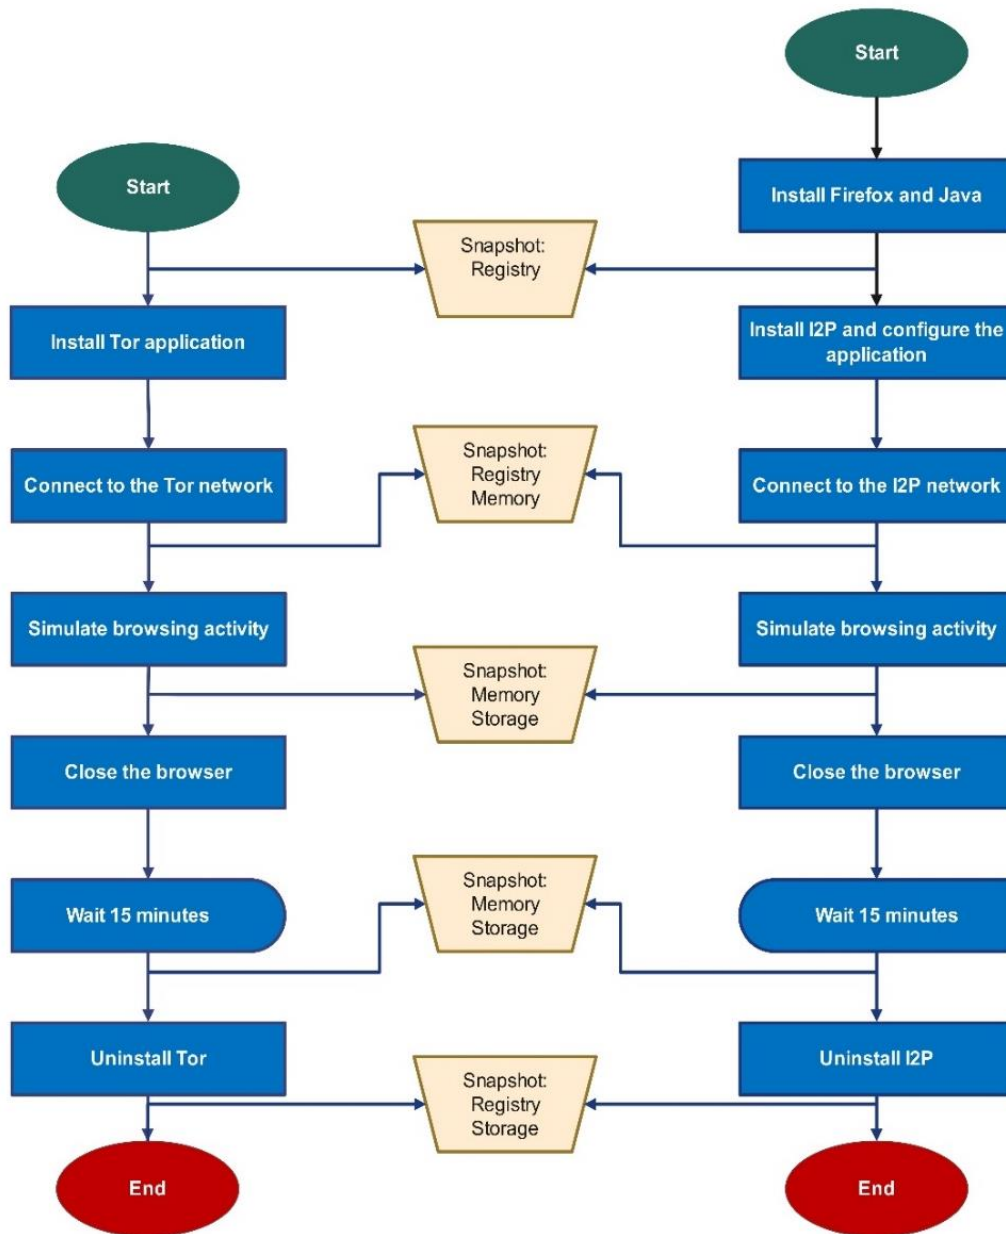 Start
Start
Install Firefox and Java
Snapshot:
Registry
Install Tor application
Install I2P and configure the
application
Snapshot:
Registry
Memory
Connect to the Tor network
Connect to the I2P network
Simulate browsing activity
Simulate browsing activity
Snapshot:
Memory
Storage
Close the browser
Close the browser
Snapshot:
Memory
Storage
Wait 15 minutes
Wait 15 minutes
Uninstall Tor
Uninstall I2P
Snapshot:
Registry
Storage
End
End